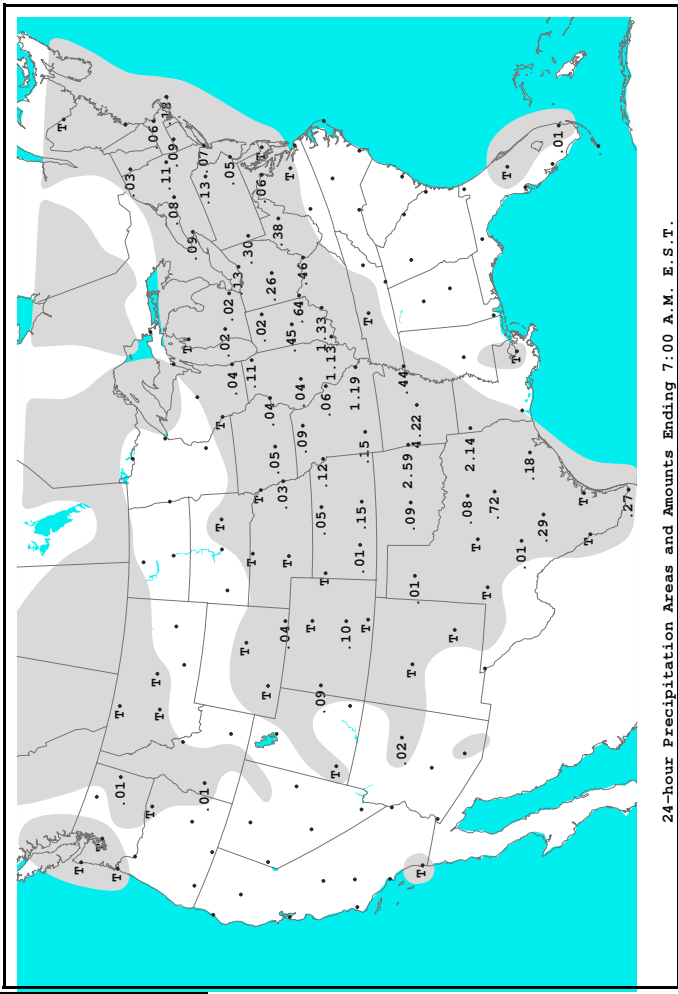 T
T
T
T
T
.01
.03
T
.06
T
T
.18
.11
.09
.08
T
.09
.01
.07
.13
T
T
.02
.02
.05
.04
.13
T
.30
.11
T
T
T
.06
.02
T
.04
.26
.05
.38
.03
.04
T
T
.45
.64
.04
.09
.46
T
.09
.05
.12
1.33
T
.06
1.13
T
.10
1.19
.01
.15
.15
T
T
.02
.44
2.59
.09
T
.01
4.22
T
T
.08
2.14
T
T
.72
T
T
.01
.18
.29
.01
T
T
.27
24-hour Precipitation Areas and Amounts Ending 7:00 A.M. E.S.T.